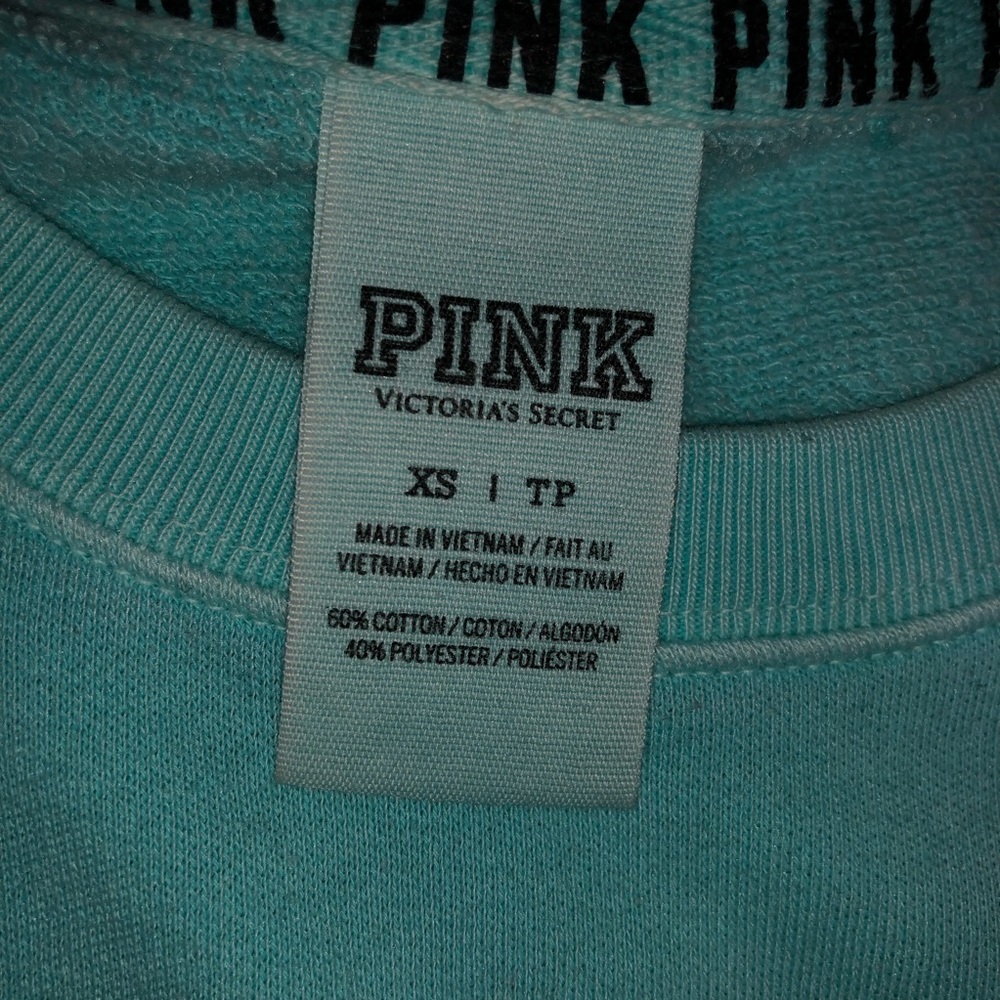 PINK PINK
PINK
VICTORIA'S SECRET
XS | TP
MADE IN VIETNAM / FAIT AU
VIETNAM / HECHO EN VIETNAM
60% COTTON / COTON / ALGODÓN
40% POLYESTER / POLIÉSTER